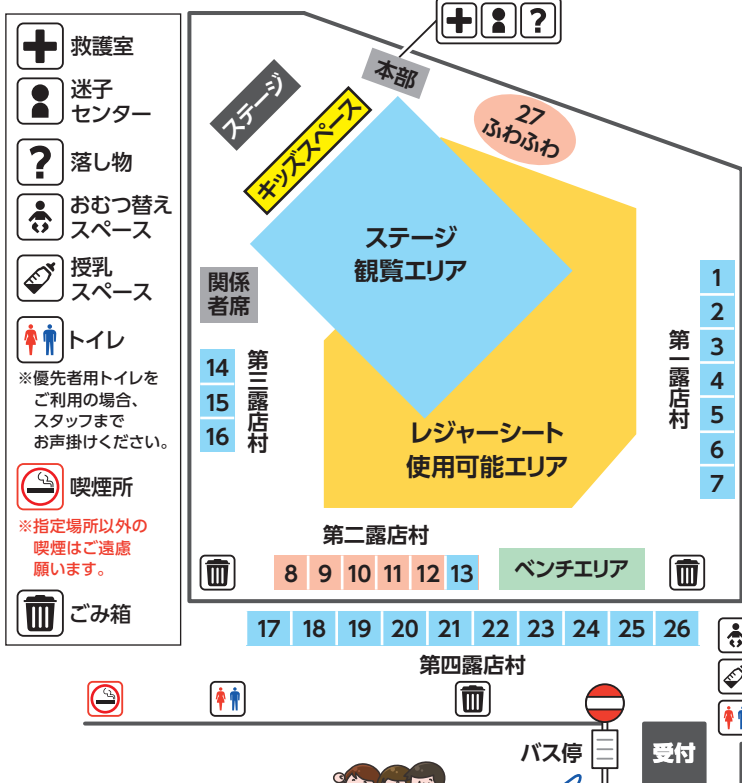 救護室
迷子
センター
?
落し物
おむつ替え
スペース
授乳
スペース
トイレ
※優先者用トイレを
ご利用の場合、
スタッフまで
お声掛けください。
喫煙所
※指定場所以外の
喫煙はご遠慮
願います。
ごみ箱
?
本部
ステージ
キッズスペース
27
ふわふわ
ステージ
観覧エリア
関係
者席
レジャーシート
使用可能エリア
第一露店村
1
2
3
4
5
6
7
第三露店村
14
15
16
第二露店村
8 9 10 11 12 13
ベンチエリア
17 18 19 20 21 22 23 24 25 26
第四露店村
バス停
受付